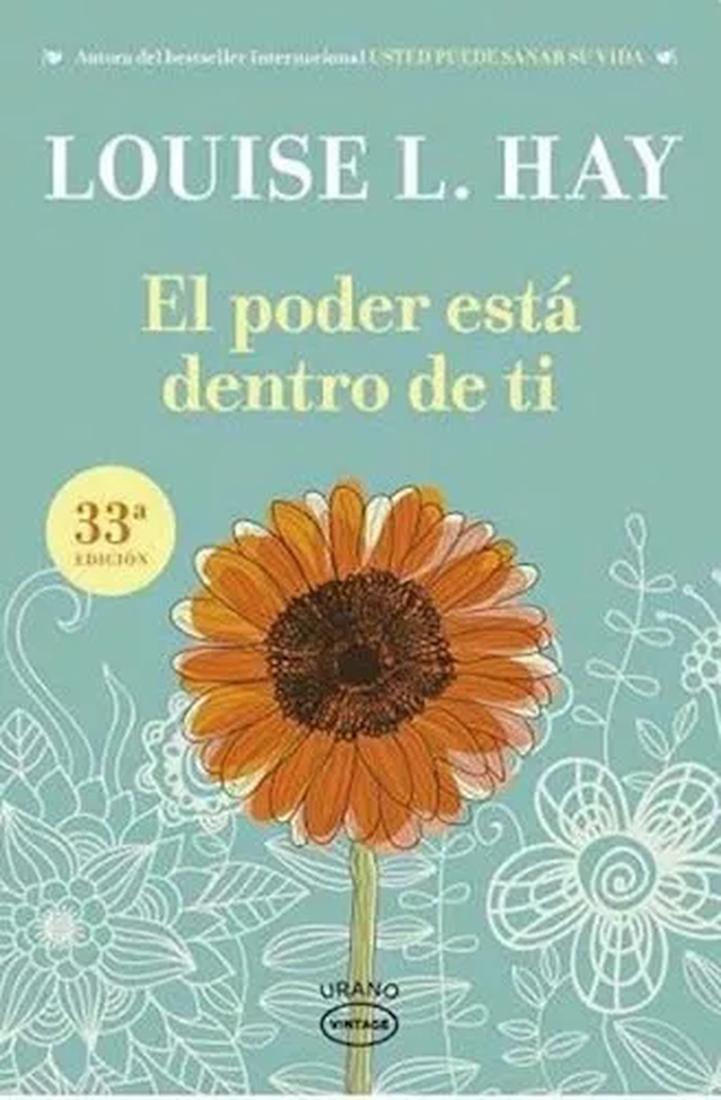 Autora del bestseller Internacional USTED PUEDE SANAR SU VIDA
LOUISE L. HAY
El poder está
dentro de ti
33ª
EDICIÓN
URANO
VINTAGE